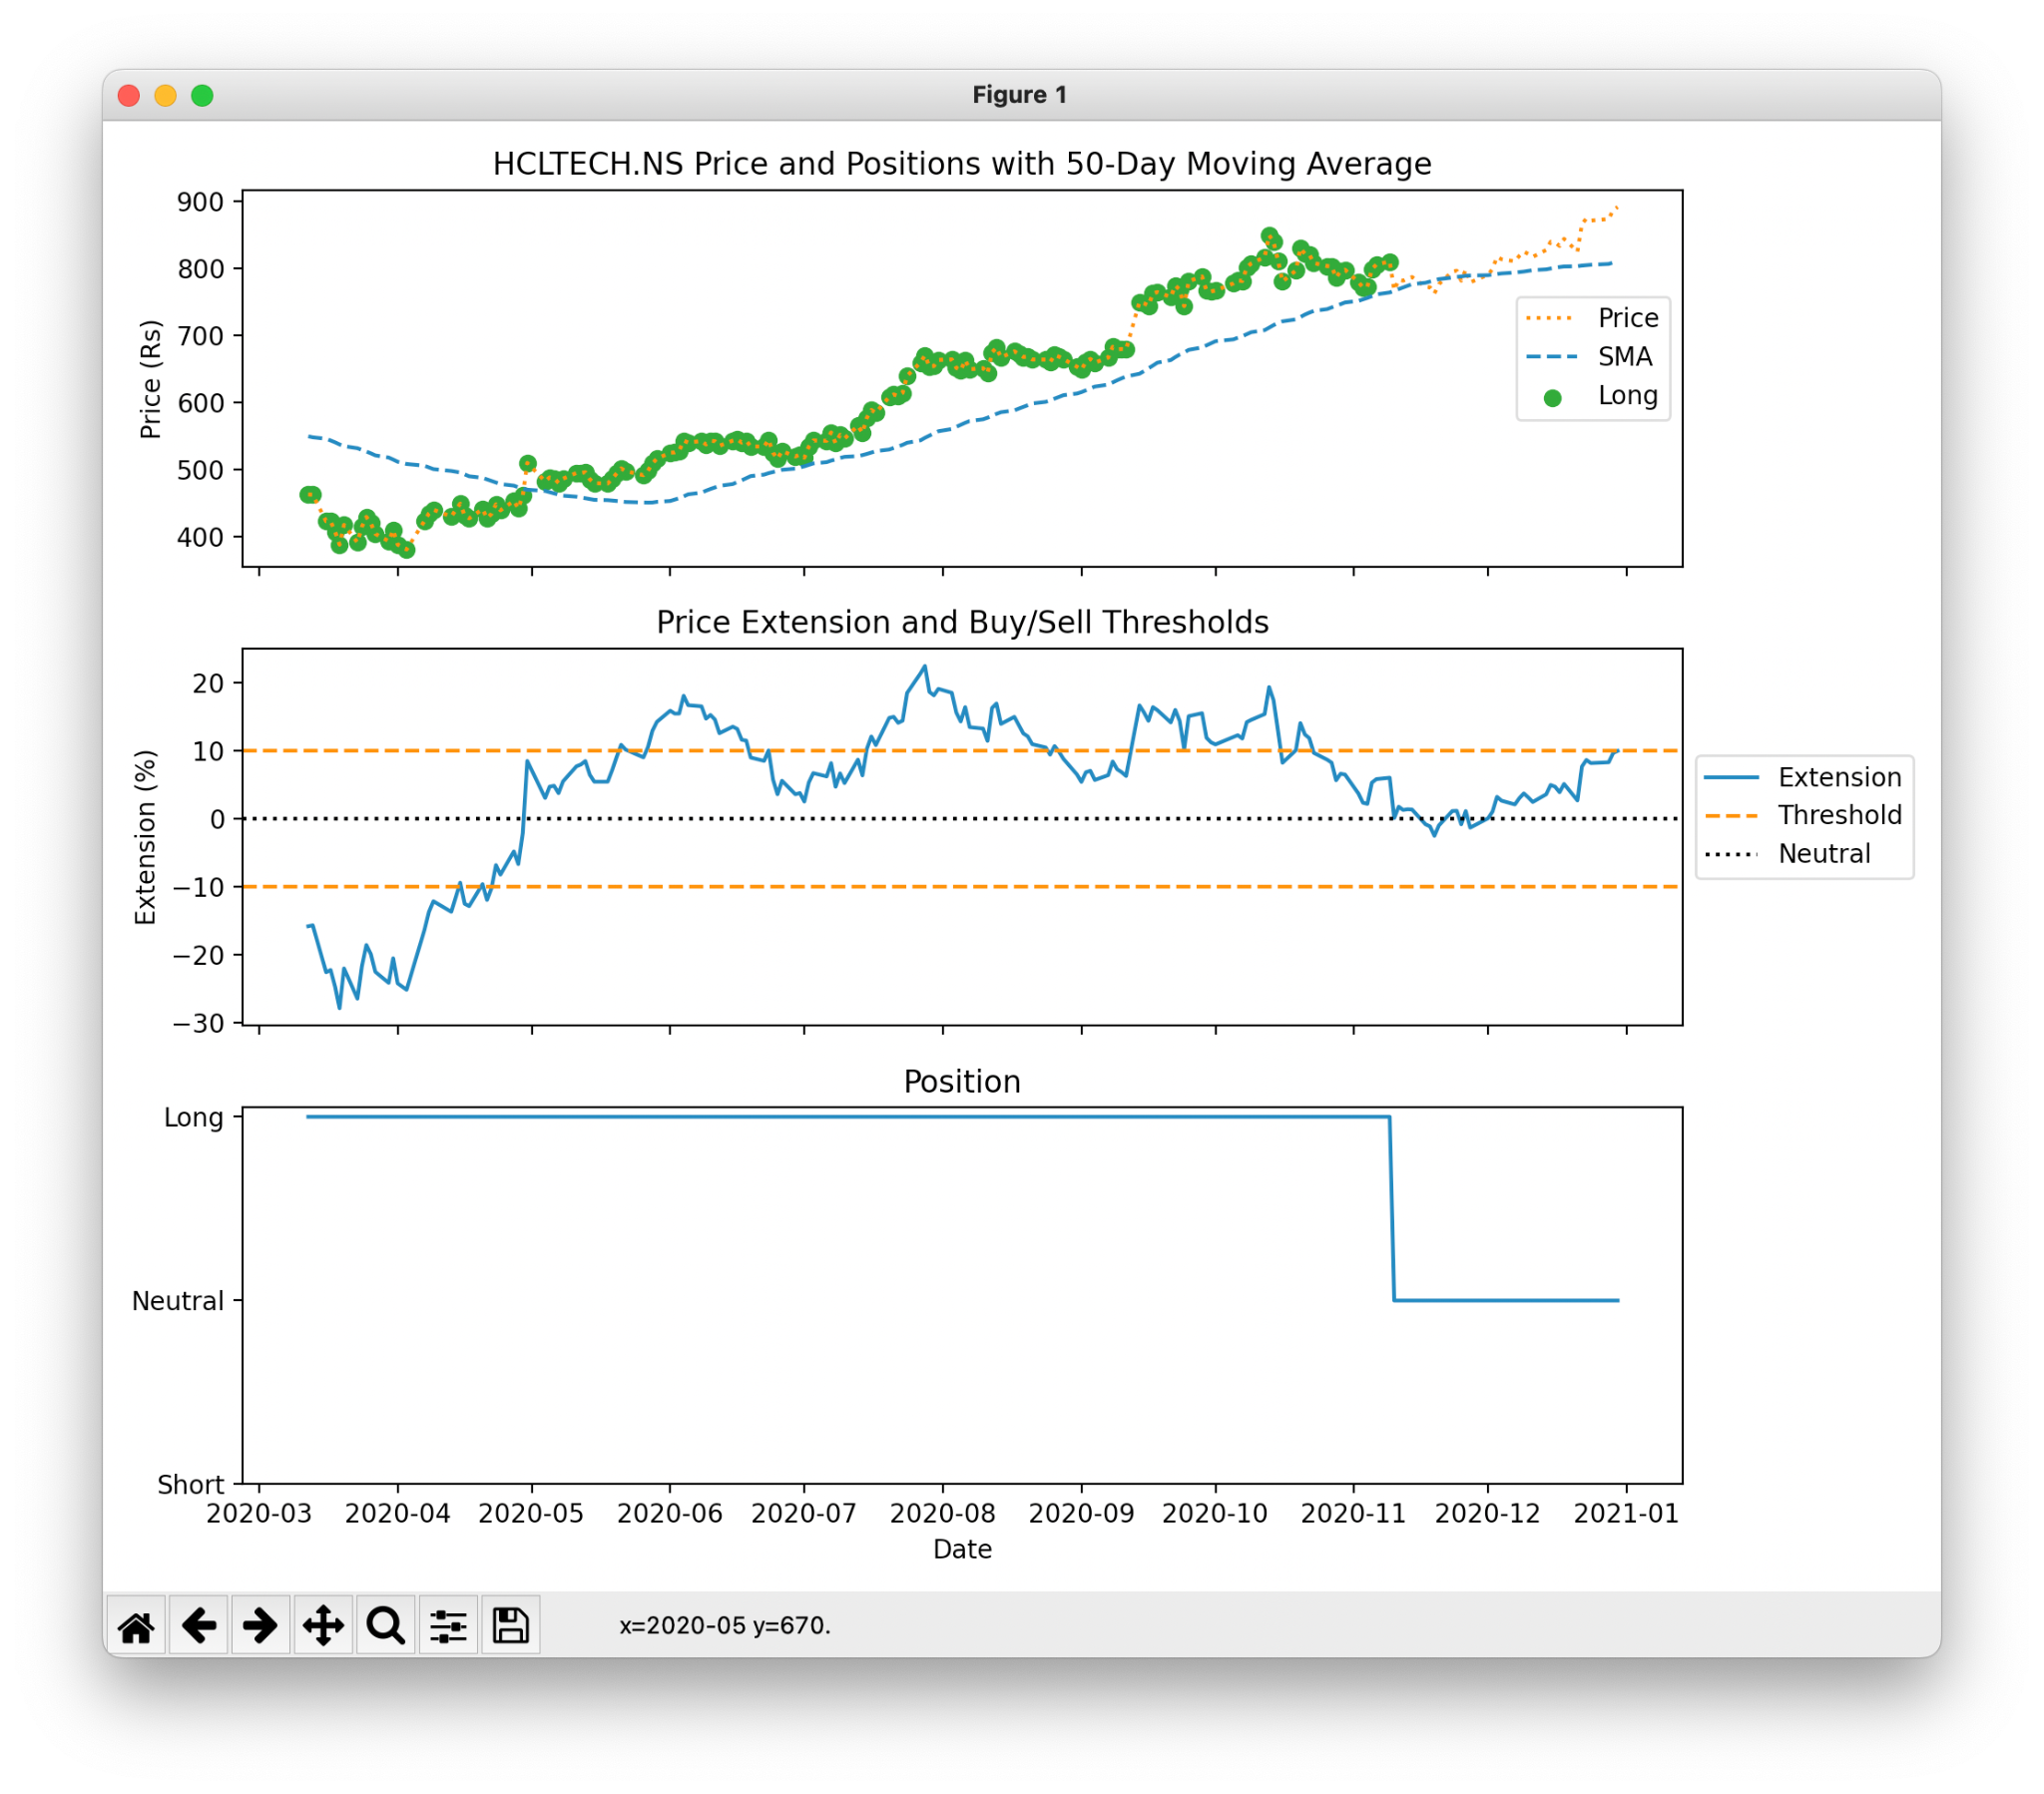 Figure 1
HCLTECH.NS Price and Positions with 50-Day Moving Average
900
800
700
600
500
400
Price (Rs)
Price
SMA
Long
Price Extension and Buy/Sell Thresholds
20
10
0
−10
−20
−30
Extension (%)
Extension
Threshold
Neutral
Position
Long
Neutral
Short
2020-03 2020-04 2020-05 2020-06 2020-07 2020-08 2020-09 2020-10 2020-11 2020-12 2021-01
Date
x=2020-05 y=670.